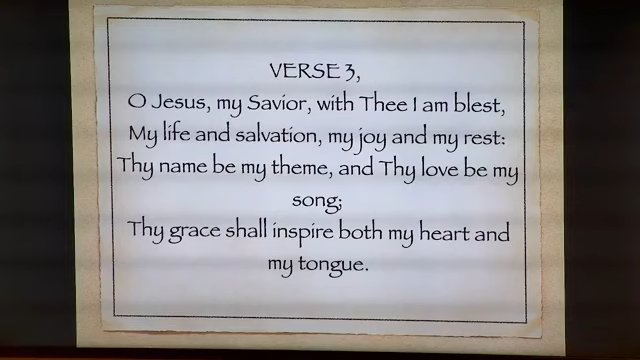 VERSE 3,
O Jesus, my Savior, with Thee I am blest,
My life and salvation, my joy and my rest:
Thy name be my theme, and Thy love be my
song;
Thy grace shall inspire both my heart and
my tongue.